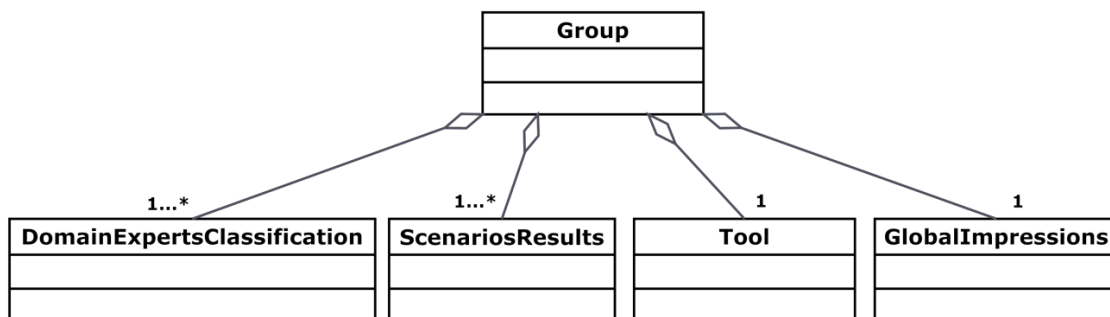 Group
1...*
1...*
1
1
DomainExpertsClassification
ScenariosResults
Tool
GlobalImpressions